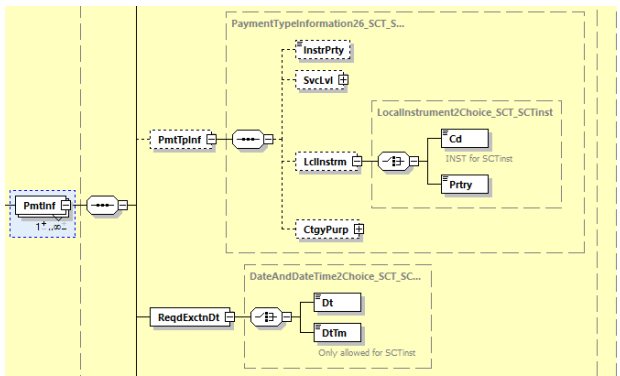 PaymentTypeInformation26_SCT_S...
InstrPrty
SvcLvl
LocalInstrument2Choice_SCT_SCTinst
PmtTpInf
Cd
LclInstrm
INST for SCTinst
Prtry
PmtInf
1..∞
CtgyPurp
DateAndDateTime2Choice_SCT_SC...
Dt
ReqdExctnDt
DtTm
Only allowed for SCTinst